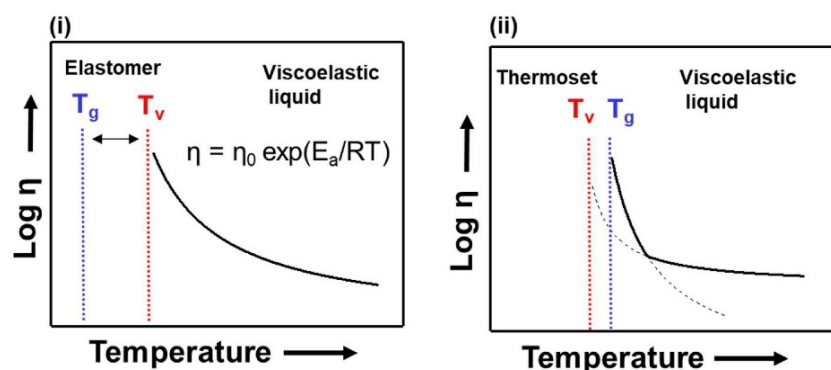 (i)
Elastomer
Viscoelastic
liquid
Tg
Tv
η = η0 exp(Ea/RT)
Log η
Temperature
(ii)
Thermoset
Viscoelastic
liquid
Tv
Tg
Log η
Temperature